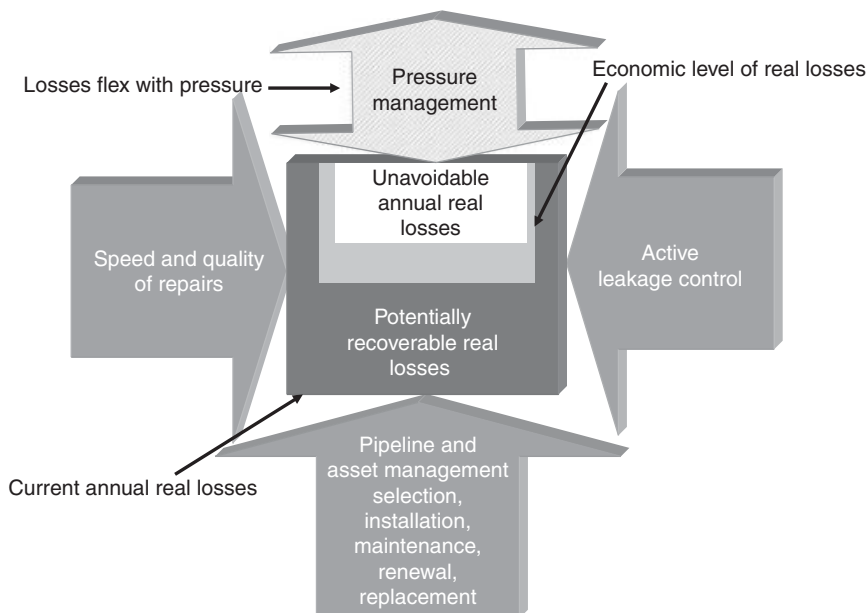 Losses flex with pressure
Pressure
management
Economic level of real losses
Unavoidable
annual real
losses
Speed and quality
of repairs
Active
leakage control
Potentially
recoverable real
losses
Current annual real losses
Pipeline and
asset management
selection,
installation,
maintenance,
renewal,
replacement